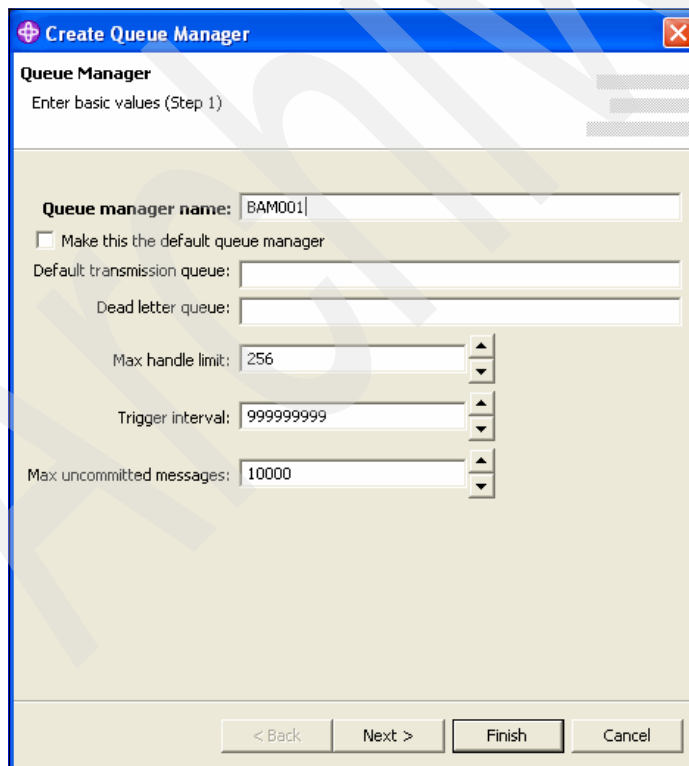 Create Queue Manager
Queue Manager
Enter basic values (Step 1)
Queue manager name: BAM001
Make this the default queue manager
Default transmission queue:
Dead letter queue:
Max handle limit: 256
Trigger interval: 999999999
Max uncommitted messages: 10000
< Back Next > Finish Cancel